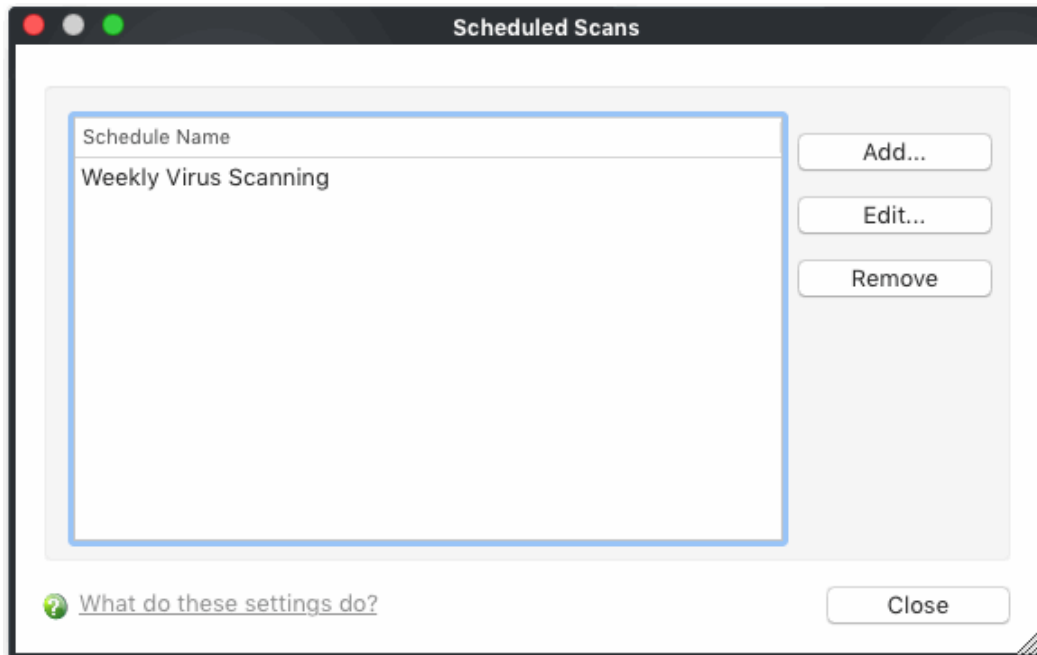 Scheduled Scans
Schedule Name
Weekly Virus Scanning
Add...
Edit...
Remove
What do these settings do?
Close